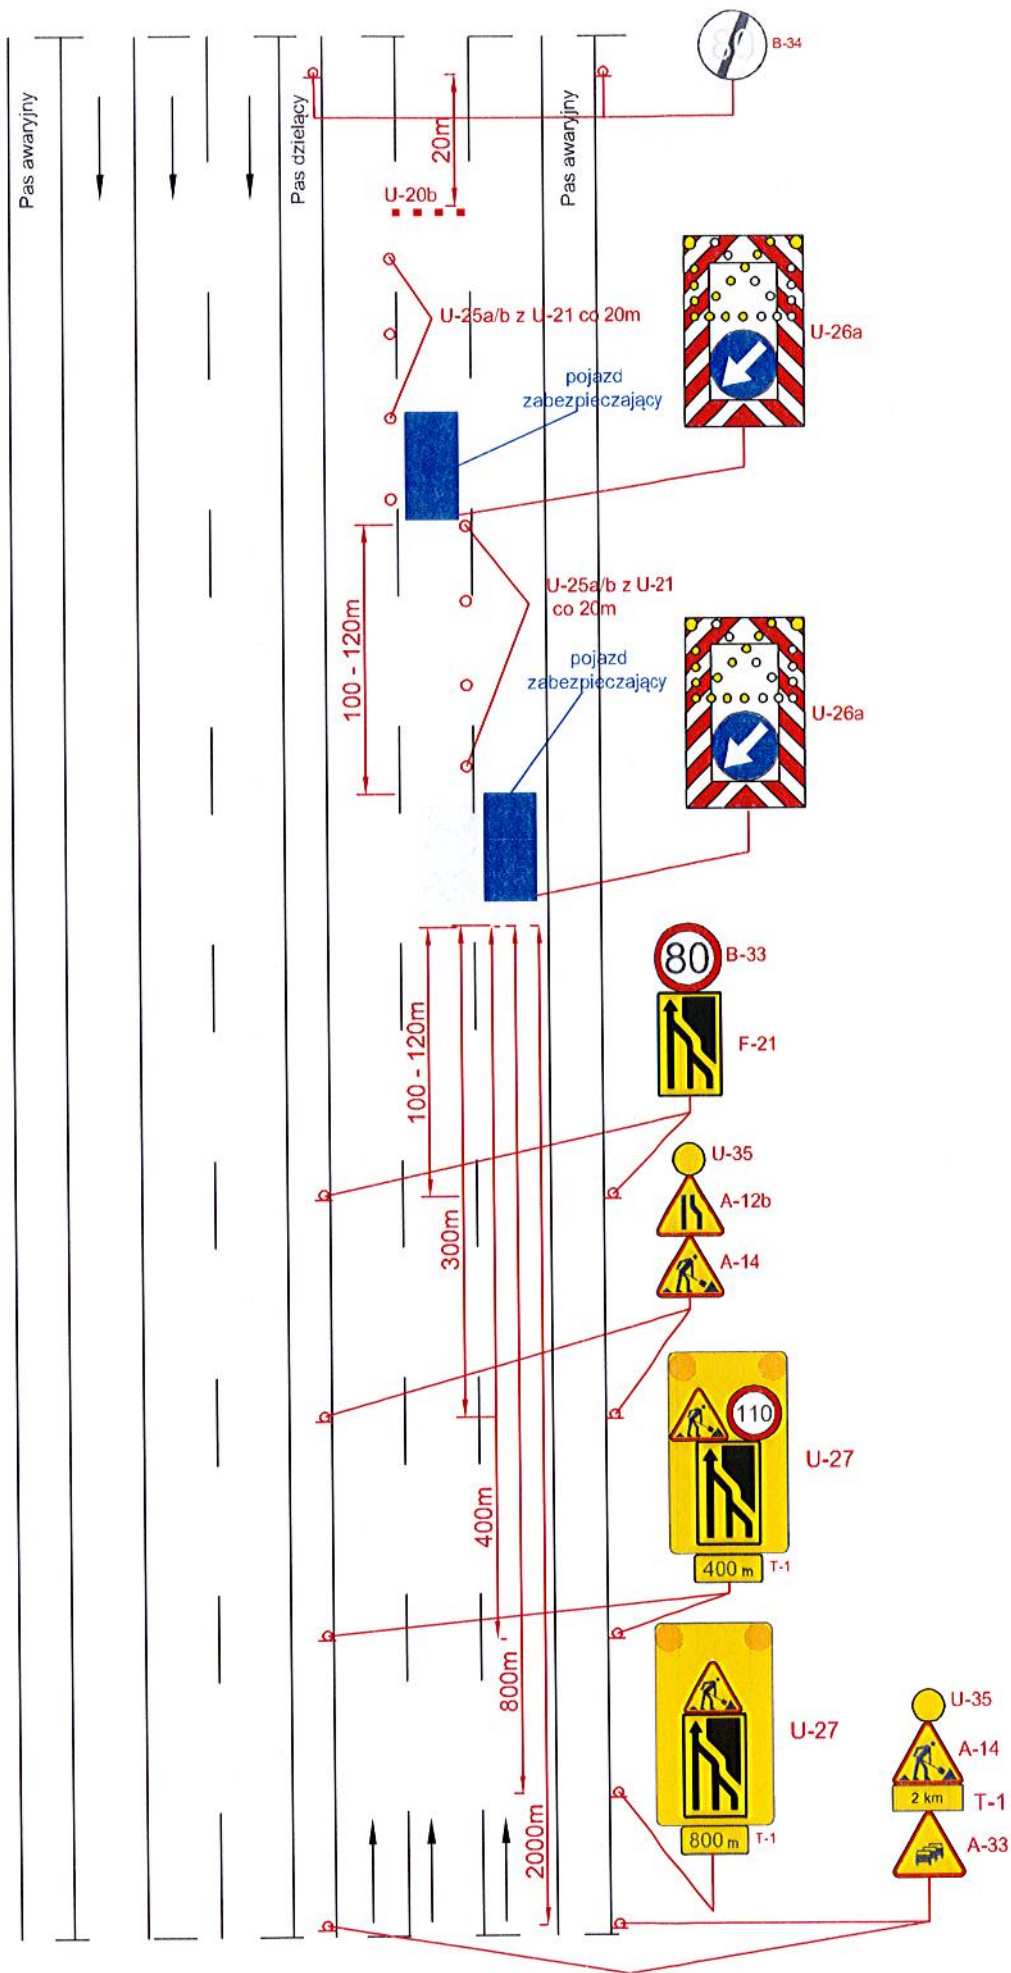 80
B-34
Pas awaryjny
Pas dzielący
20m
Pas awaryjny
U-20b
U-25a/b z U-21 co 20m
U-26a
pojazd
zabezpieczający
100 - 120m
U-25a/b z U-21
co 20m
pojazd
zabezpieczający
U-26a
80
B-33
100 - 120m
F-21
U-35
A-12b
300m
A-14
110
U-27
400m
400 m
T-1
800m
U-27
U-35
A-14
2 km
T-1
2000m
800 m
T-1
A-33